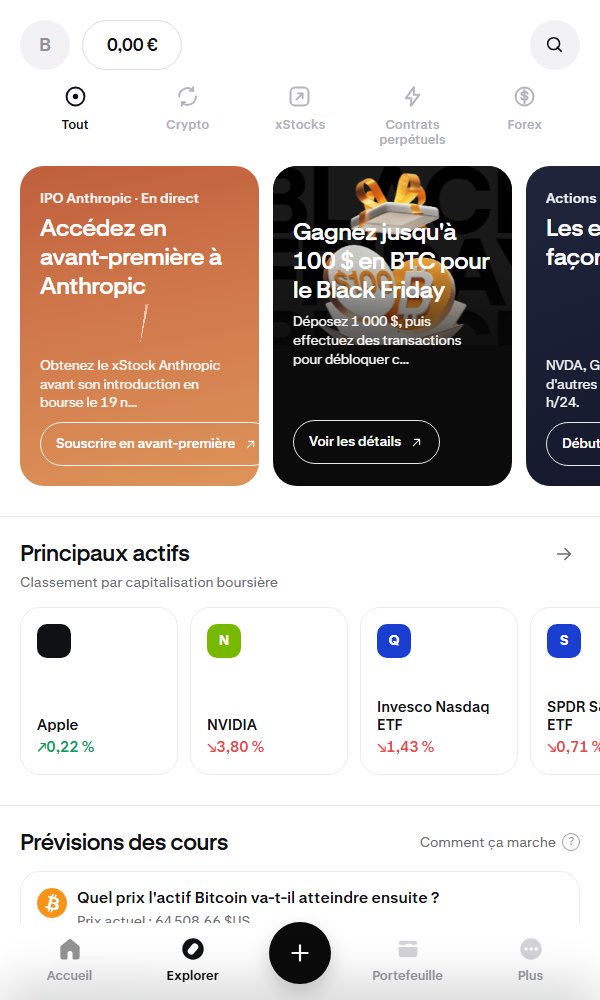 B
0,00 €
Tout
Crypto
xStocks
Contrats
perpétuels
Forex
IPO Anthropic · En direct
Accédez en
avant-première à
Anthropic
Obtenez le xStock Anthropic
avant son introduction en
bourse le 19 n...
Souscrire en avant-première
Gagnez jusqu'à
100 $ en BTC pour
le Black Friday
Déposez 1 000 $, puis
effectuez des transactions
pour débloquer c...
Voir les détails
Actions
Les e
façon
NVDA, G
d'autres
h/24.
Début
Principaux actifs
Classement par capitalisation boursière
Apple
↗0,22 %
N
NVIDIA
↘3,80 %
Q
Invesco Nasdaq
ETF
↘1,43 %
S
SPDR S&
ETF
↘0,71 %
Prévisions des cours
Comment ça marche ?
Quel prix l'actif Bitcoin va-t-il atteindre ensuite ?
Prix actuel : 64 508,66 $US
Accueil
Explorer
Portefeuille
Plus